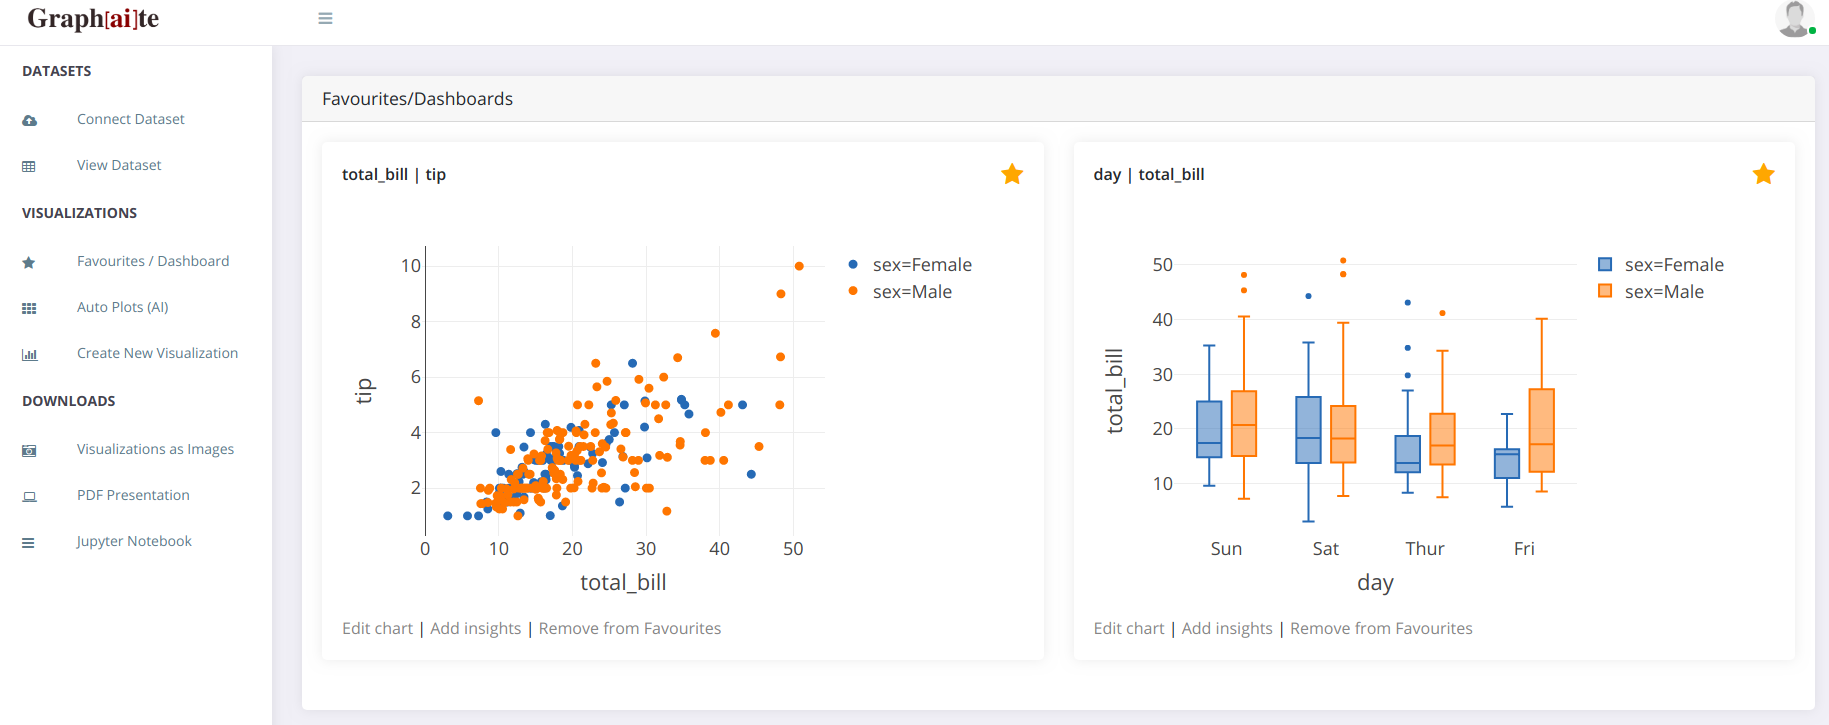 Graph[ai]te
DATASETS
Connect Dataset
View Dataset
VISUALIZATIONS
Favourites / Dashboard
Auto Plots (AI)
Create New Visualization
DOWNLOADS
Visualizations as Images
PDF Presentation
Jupyter Notebook
Favourites/Dashboards
total_bill | tip
10
8
6
4
2
tip
0 10 20 30 40 50
total_bill
sex=Female
sex=Male
Edit chart | Add insights | Remove from Favourites
day | total_bill
50
40
30
20
10
total_bill
Sun Sat Thur Fri
day
sex=Female
sex=Male
Edit chart | Add insights | Remove from Favourites